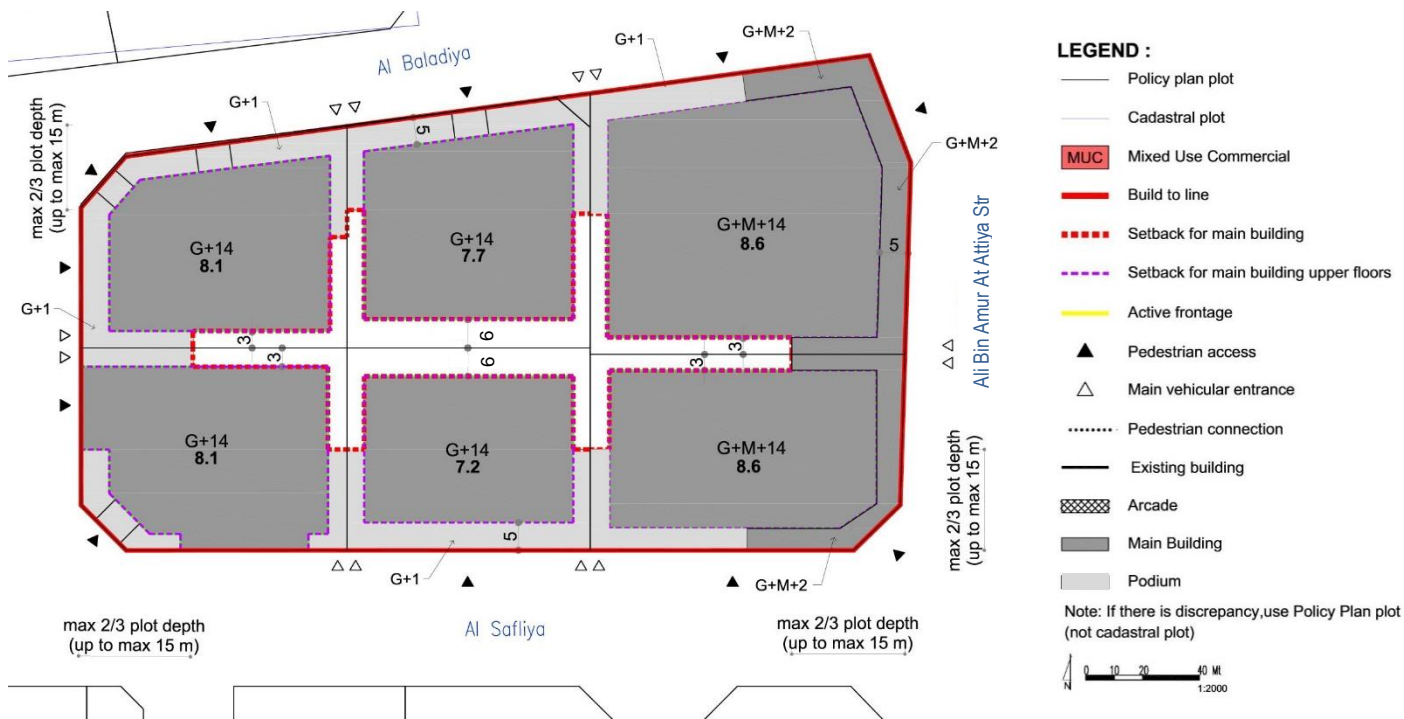 Al Baladiya
G+1
G+M+2
G+1
G+1
G+M+2
max 2/3 plot depth
(up to max 15 m)
5
G+14
8.1
G+14
7.7
G+M+14
8.6
5
Ali Bin Amur At Attiya Str
G+1
3
3
6
6
3
3
G+14
8.1
G+14
7.2
G+M+14
8.6
max 2/3 plot depth
(up to max 15 m)
5
G+1
G+M+2
max 2/3 plot depth
(up to max 15 m)
Al Safliya
max 2/3 plot depth
(up to max 15 m)
LEGEND :
Policy plan plot
Cadastral plot
MUC Mixed Use Commercial
Build to line
Setback for main building
Setback for main building upper floors
Active frontage
Pedestrian access
Main vehicular entrance
Pedestrian connection
Existing building
Arcade
Main Building
Podium
Note: If there is discrepancy,use Policy Plan plot
(not cadastral plot)
N
0 10 20 40 Mt
1:2000